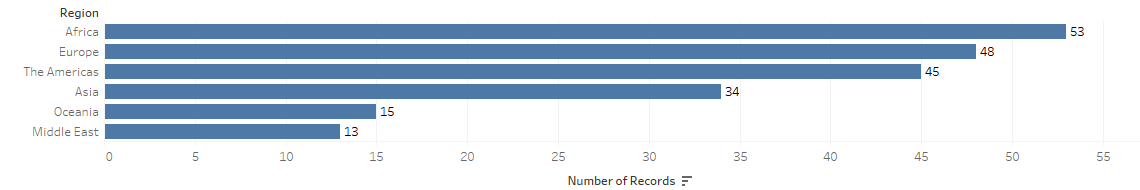 Region
Africa 53
Europe 48
The Americas 45
Asia 34
Oceania 15
Middle East 13
0 5 10 15 20 25 30 35 40 45 50 55
Number of Records